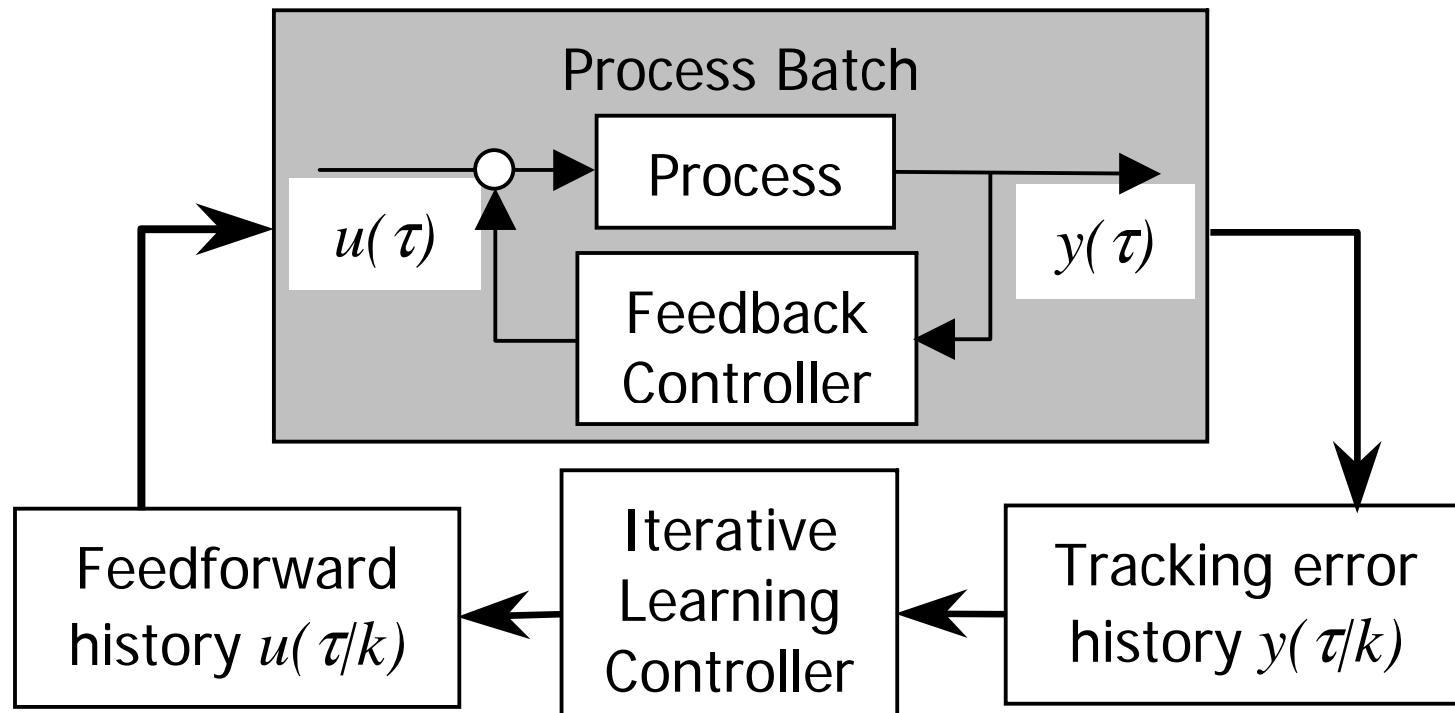 Process Batch
Process
u(τ)
y(τ)
Feedback
Controller
Feedforward
history u(τ/k)
Iterative
Learning
Controller
Tracking error
history y(τ/k)